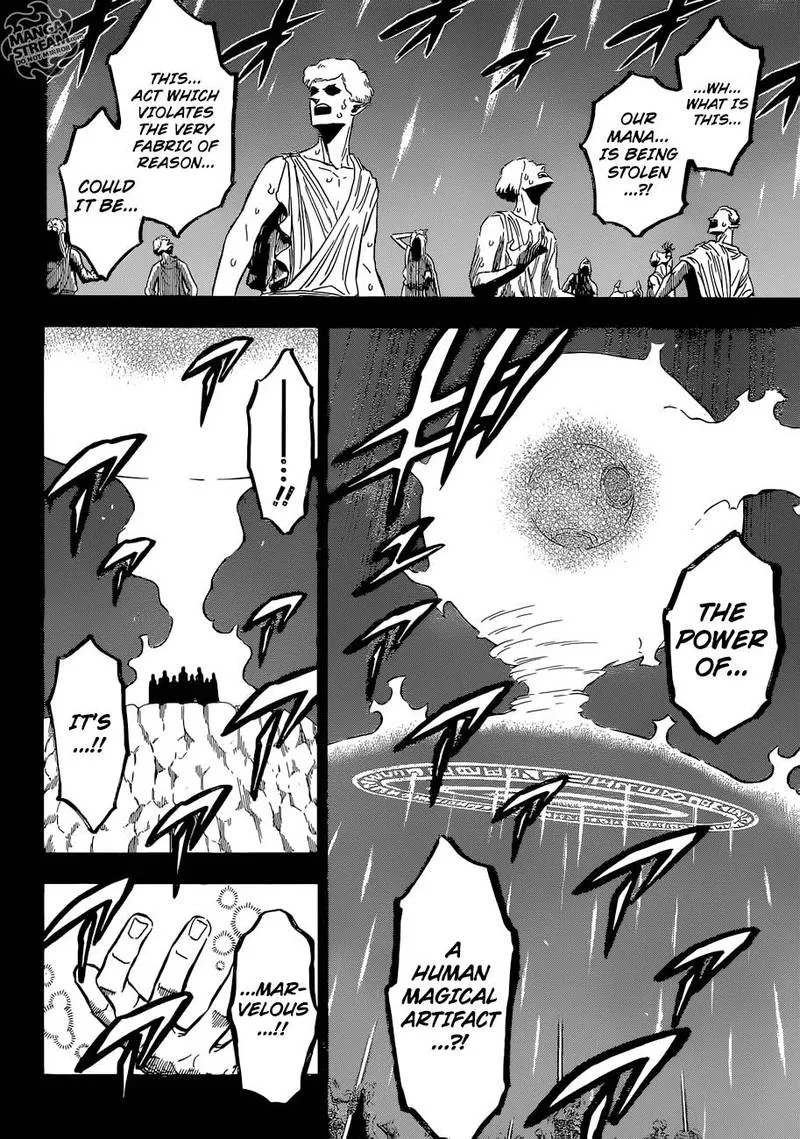 MANGA
STREAM.COM
DO NOT MIRROR!
...WH...
WHAT IS
THIS...
OUR
MANA...
IS BEING
STOLEN
...?!
THIS...
ACT WHICH
VIOLATES
THE VERY
FABRIC OF
REASON...
COULD
IT BE...
THE
POWER
OF...
A
HUMAN
MAGICAL
ARTIFACT
...?!
IT'S
...!!
...MAR-
VELOUS
...!!